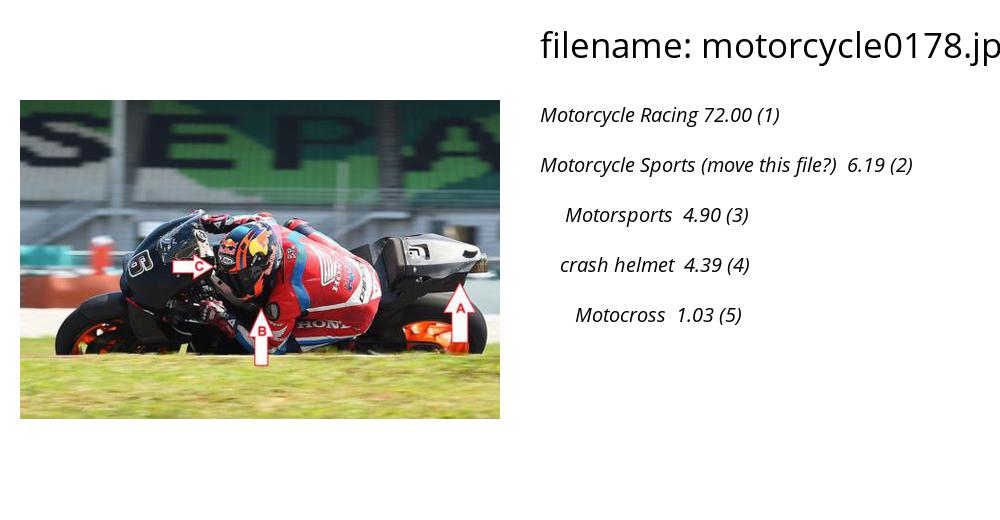 filename: motorcycle0178.jp
Motorcycle Racing 72.00 (1)
Motorcycle Sports (move this file?) 6.19 (2)
Motorsports 4.90 (3)
crash helmet 4.39 (4)
Motocross 1.03 (5)
SEPA
6
C
A
B
HONDA